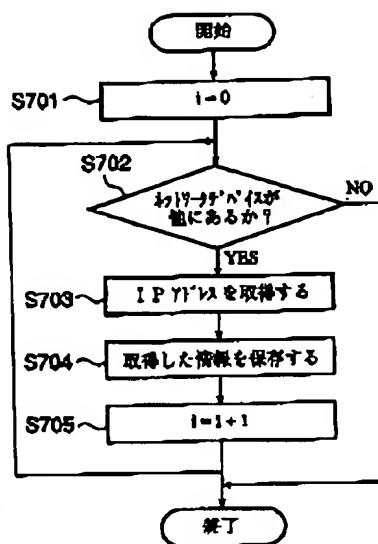 開始
S701
i=0
S702
ネットワークデバイスが
他にあるか?
NO
YES
S703
IPアドレスを取得する
S704
取得した情報を保存する
S705
i=i+1
終了